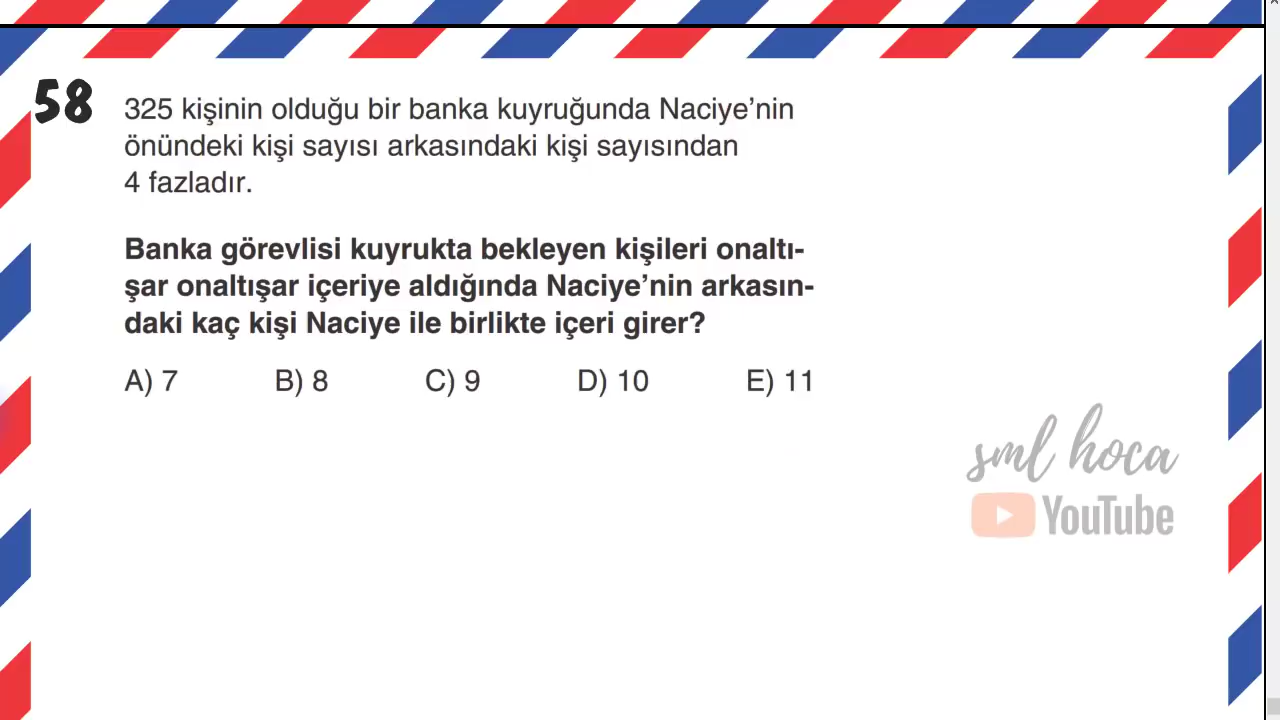 58
325 kişinin olduğu bir banka kuyruğunda Naciye’nin
önündeki kişi sayısı arkasındaki kişi sayısından
4 fazladır.
Banka görevlisi kuyrukta bekleyen kişileri onaltı-
şar onaltışar içeriye aldığında Naciye’nin arkasın-
daki kaç kişi Naciye ile birlikte içeri girer?
A) 7 B) 8 C) 9 D) 10 E) 11
sml hoca
YouTube